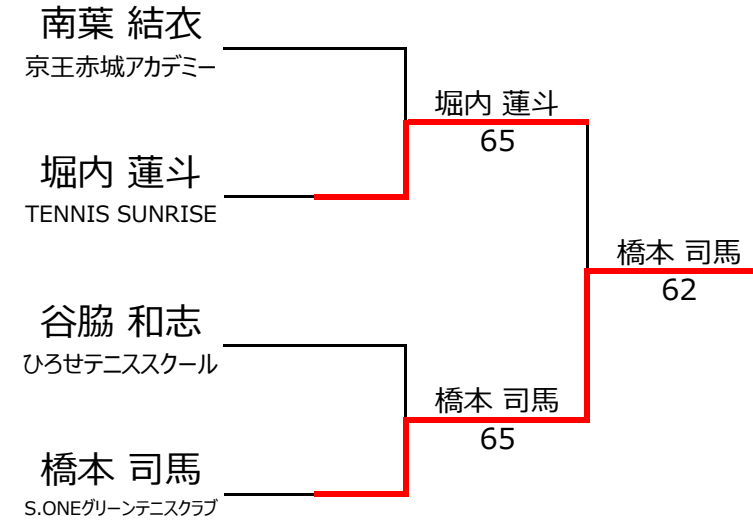 南葉 結衣
京王赤城アカデミー
堀内 蓮斗
65
堀内 蓮斗
TENNIS SUNRISE
橋本 司馬
62
谷脇 和志
ひろせテニススクール
橋本 司馬
65
橋本 司馬
S.ONEグリーンテニスクラブ